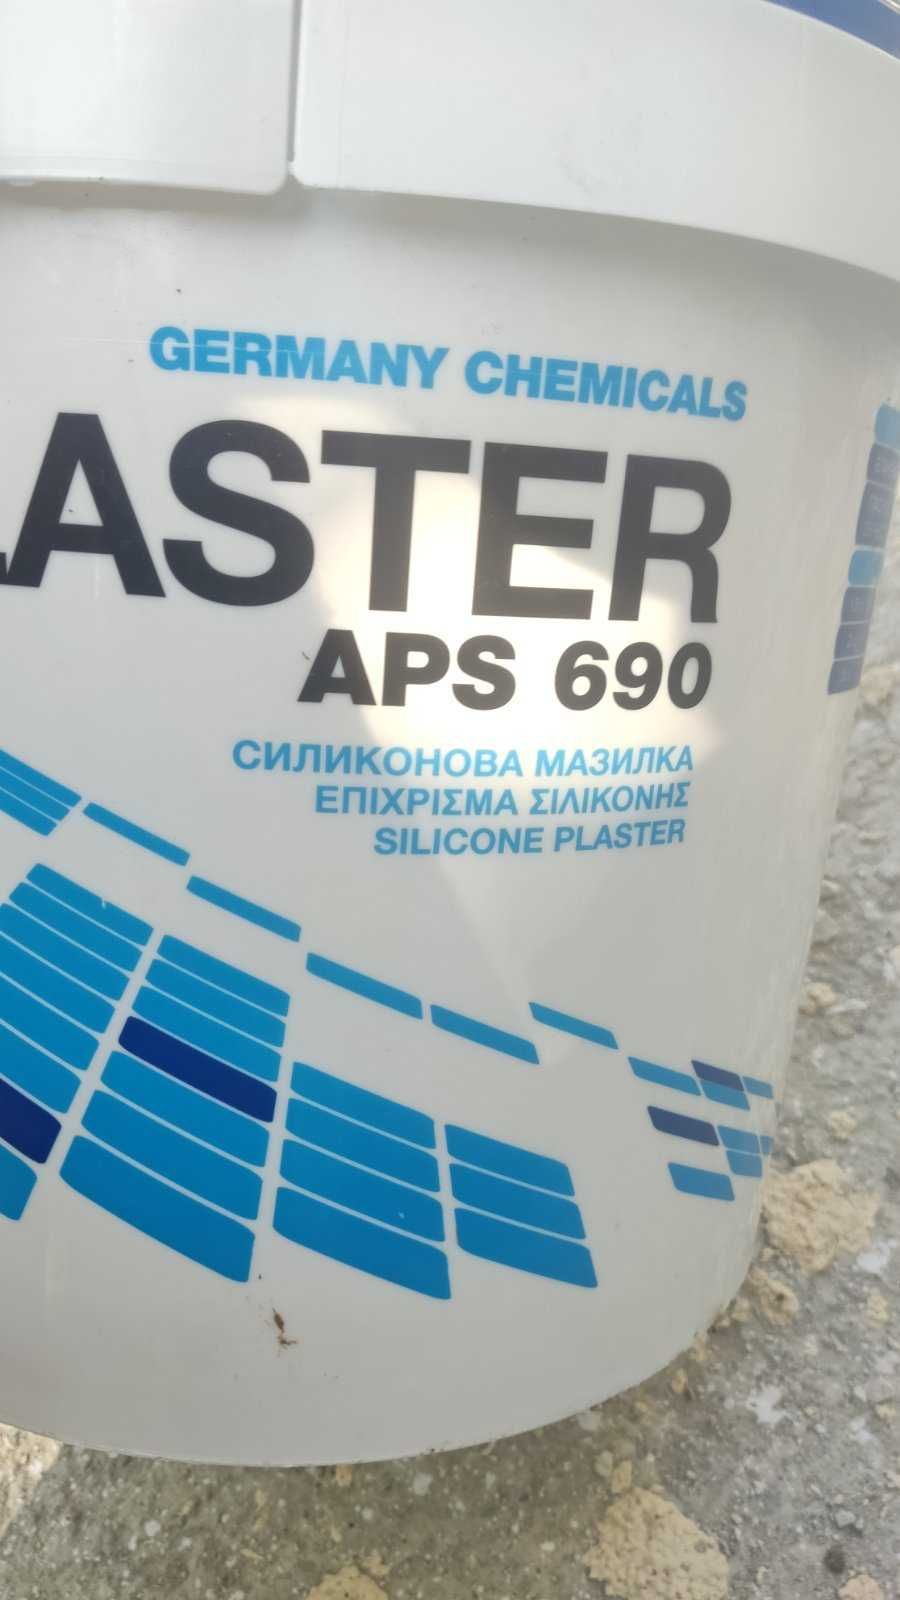 GERMANY CHEMICALS
LASTER
APS 690
СИЛИКОНОВА МАЗИЛКА
ΕΠΙΧΡΙΣΜΑ ΣΙΛΙΚΟΝΗΣ
SILICONE PLASTER